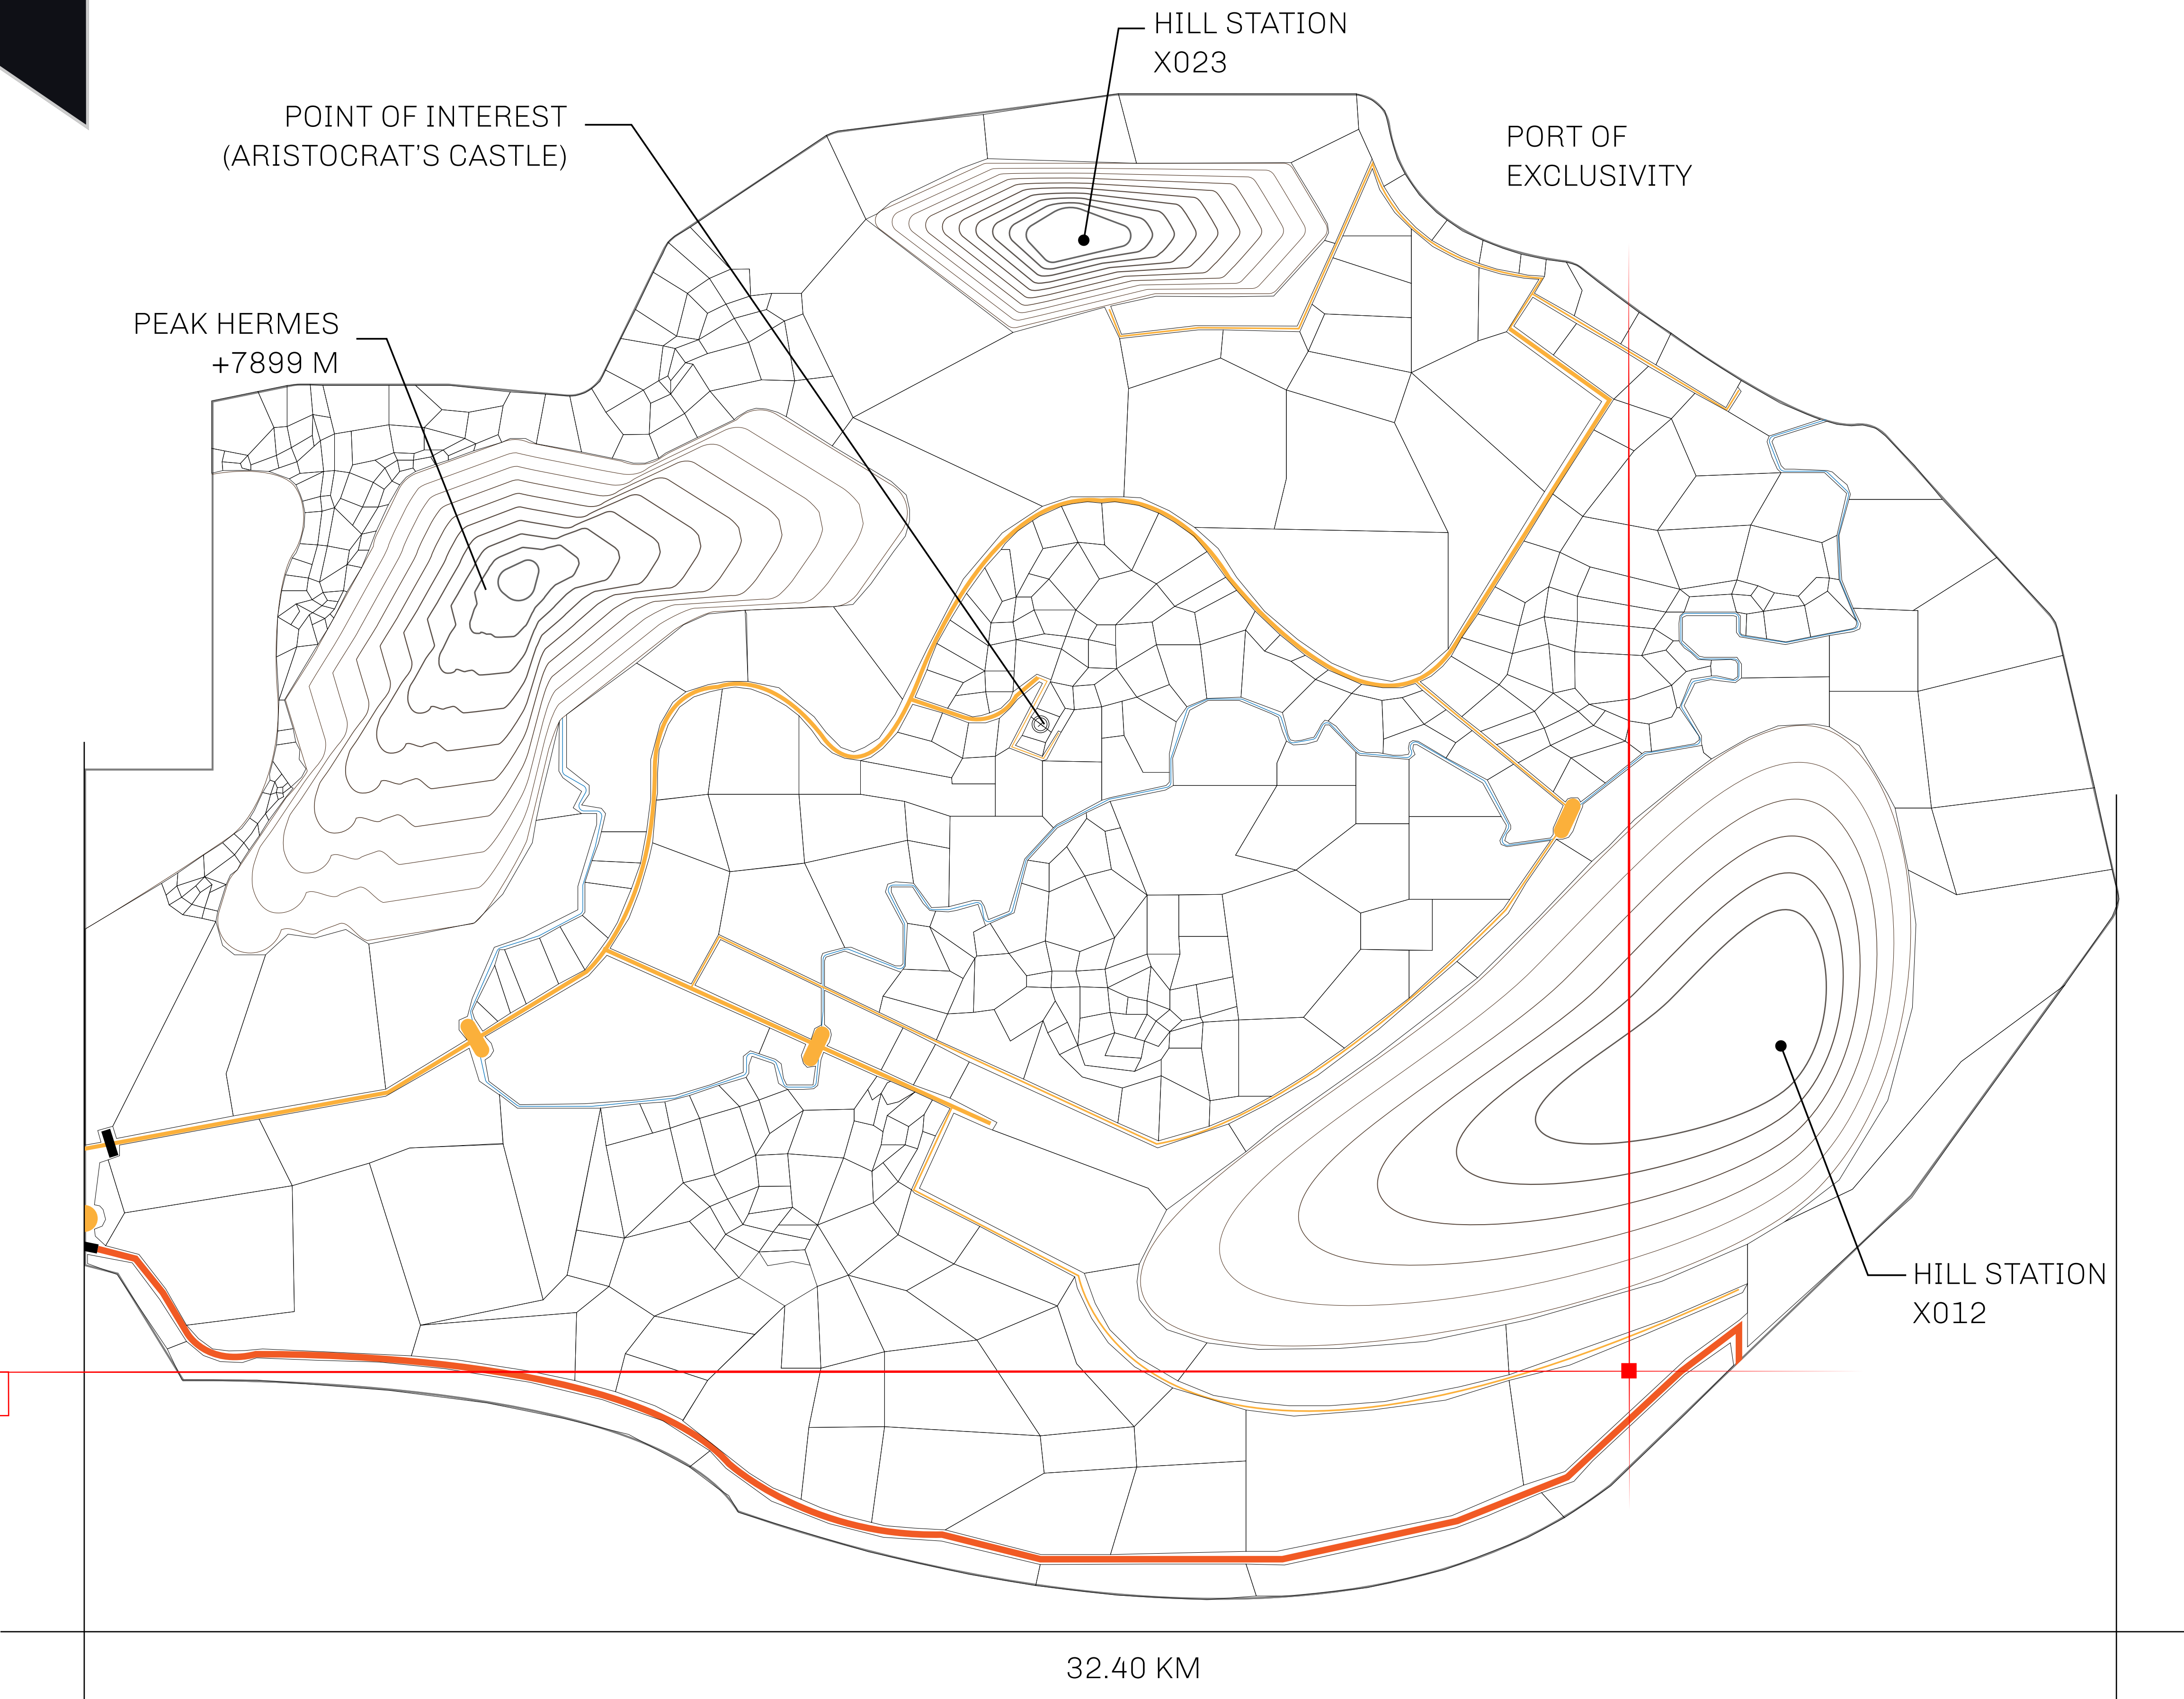 HILL STATION
X023
POINT OF INTEREST
(ARISTOCRAT'S CASTLE)
PORT OF
EXCLUSIVITY
PEAK HERMES
+7899 M
HILL STATION
X012
32.40 KM